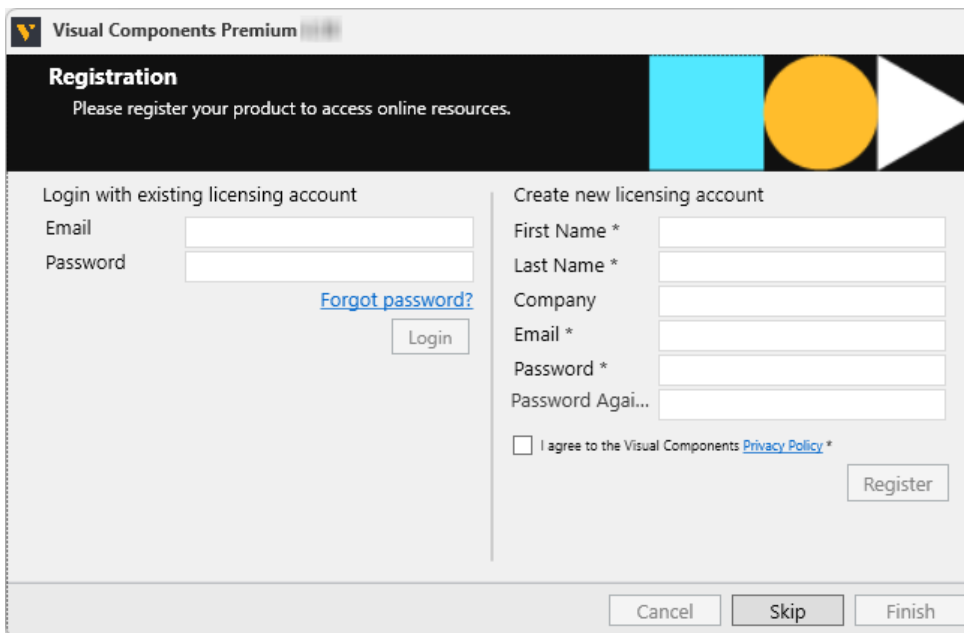 Visual Components Premium
Registration
Please register your product to access online resources.
Login with existing licensing account
Email
Password
Forgot password?
Login
Create new licensing account
First Name *
Last Name *
Company
Email *
Password *
Password Agai...
I agree to the Visual Components Privacy Policy *
Register
Cancel
Skip
Finish